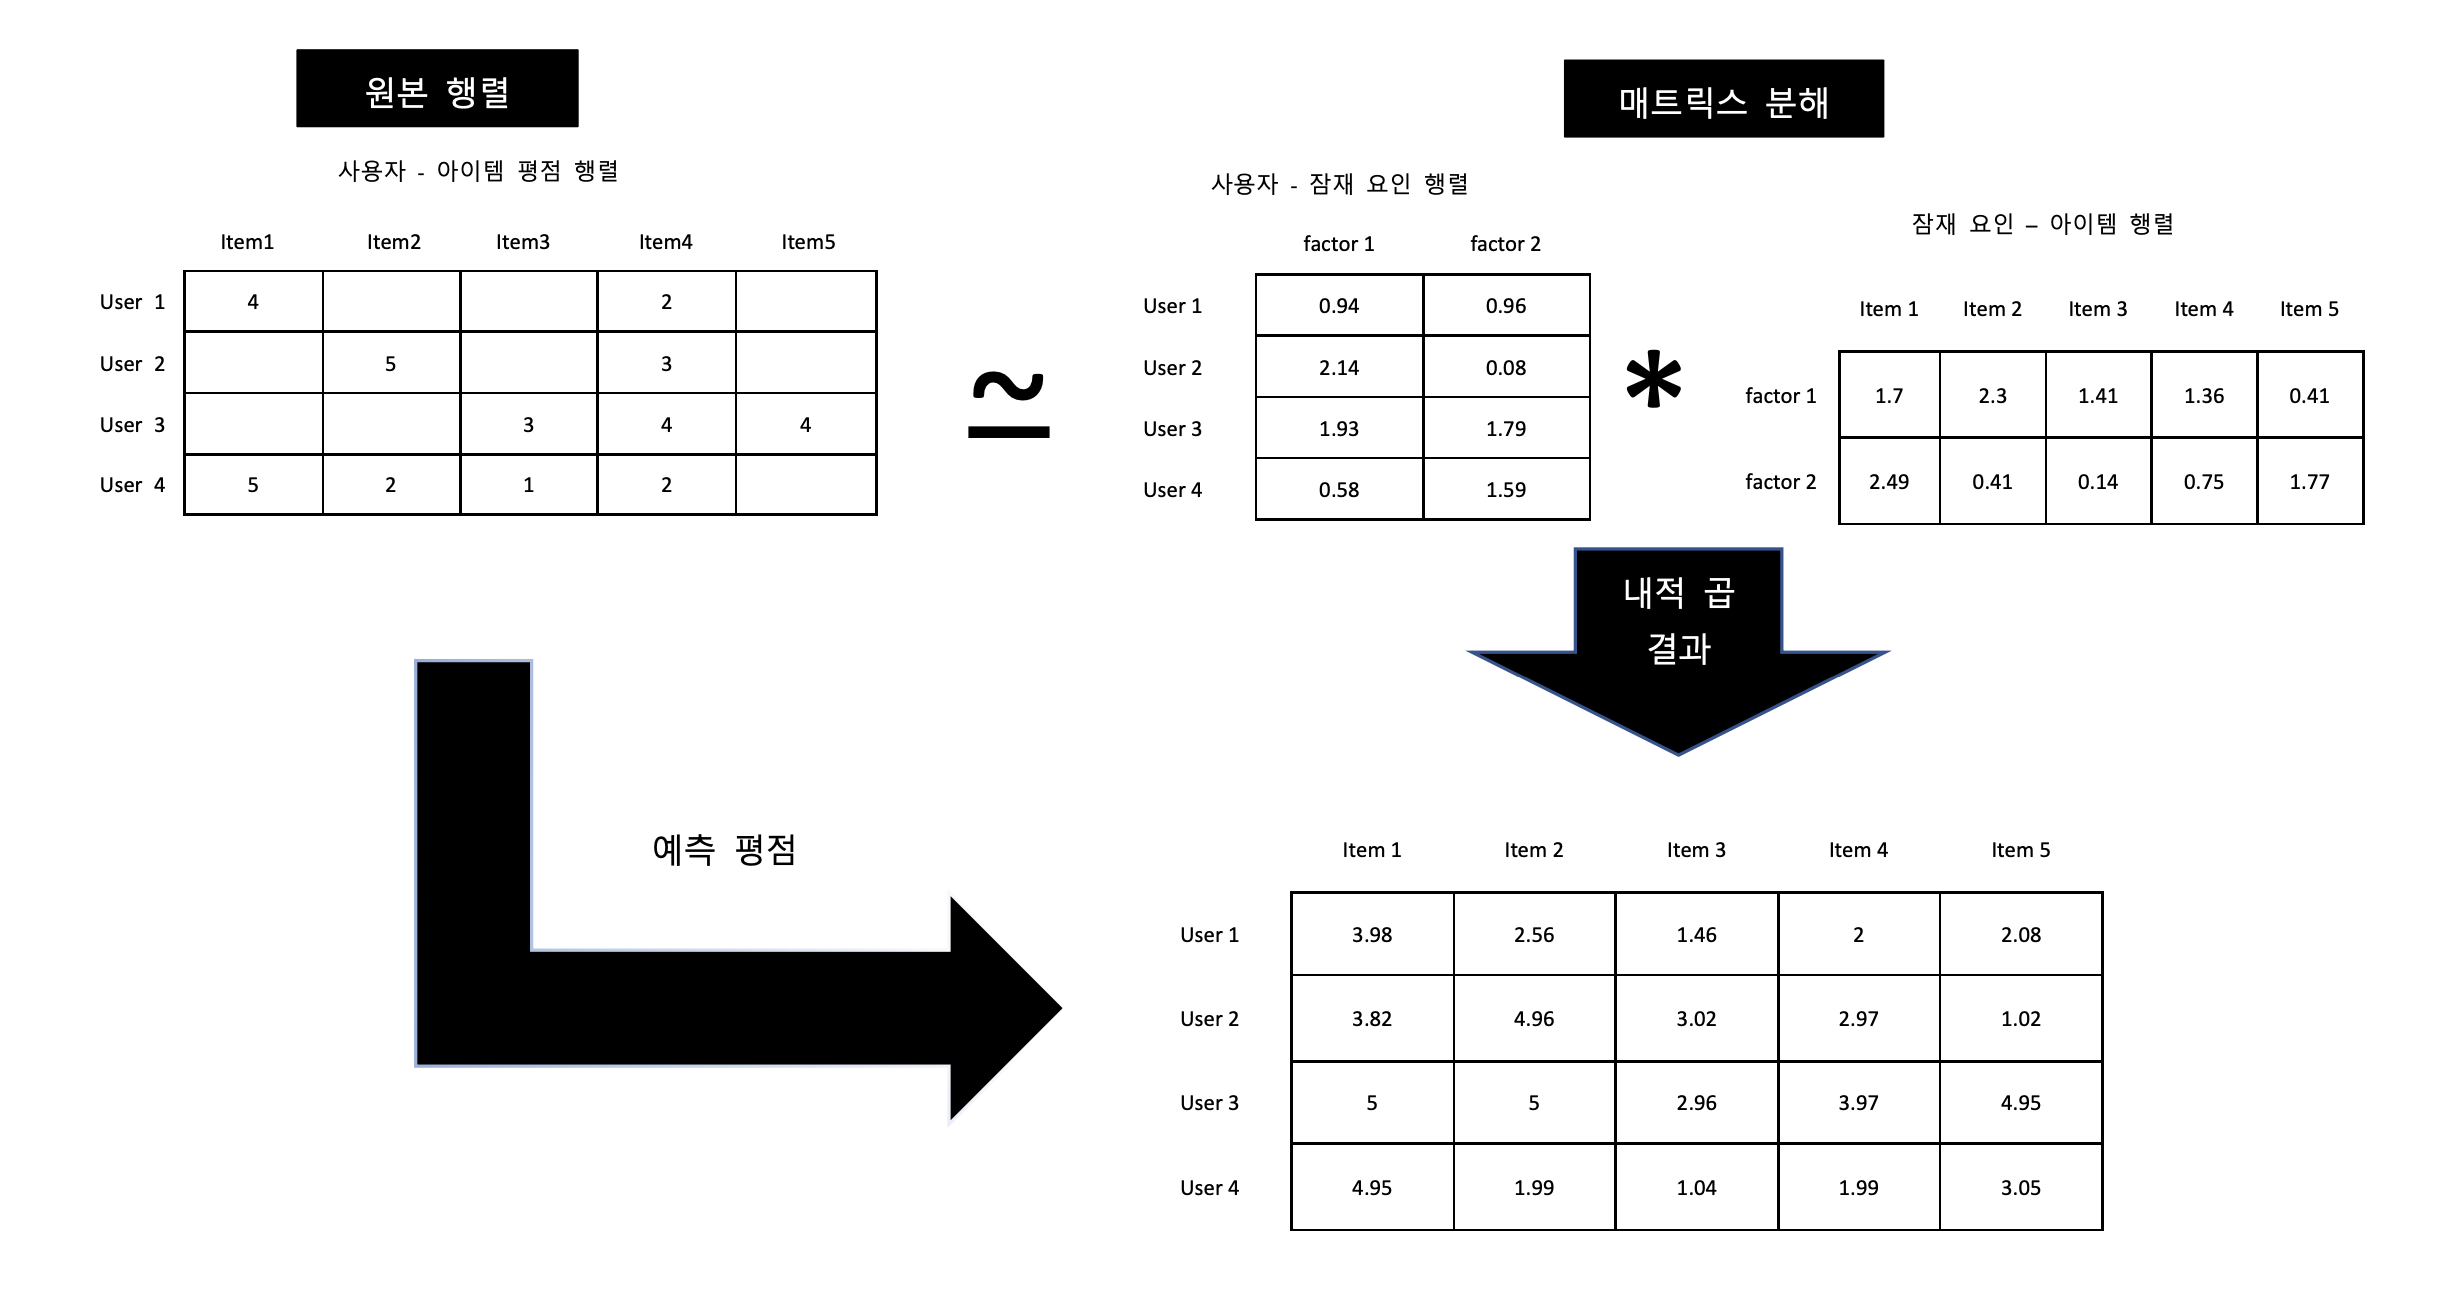 원본 행렬
사용자 - 아이템 평점 행렬
Item1 Item2 Item3 Item4 Item5
User 1 4 2
User 2 5 3
User 3 3 4 4
User 4 5 2 1 2
≃
매트릭스 분해
사용자 - 잠재 요인 행렬
factor 1 factor 2
User 1 0.94 0.96
User 2 2.14 0.08
User 3 1.93 1.79
User 4 0.58 1.59
*
잠재 요인 – 아이템 행렬
Item 1 Item 2 Item 3 Item 4 Item 5
factor 1 1.7 2.3 1.41 1.36 0.41
factor 2 2.49 0.41 0.14 0.75 1.77
내적 곱
결과
예측 평점
Item 1 Item 2 Item 3 Item 4 Item 5
User 1 3.98 2.56 1.46 2 2.08
User 2 3.82 4.96 3.02 2.97 1.02
User 3 5 5 2.96 3.97 4.95
User 4 4.95 1.99 1.04 1.99 3.05